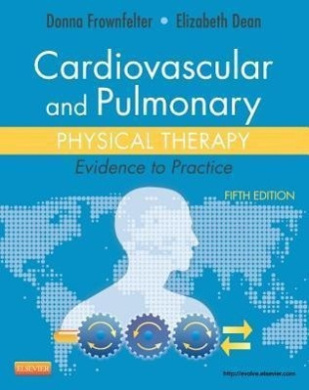 Donna Frownfelter • Elizabeth Dean
Cardiovascular
and Pulmonary
PHYSICAL THERAPY
Evidence to Practice
FIFTH EDITION
ELSEVIER
http://evolve.elsevier.com